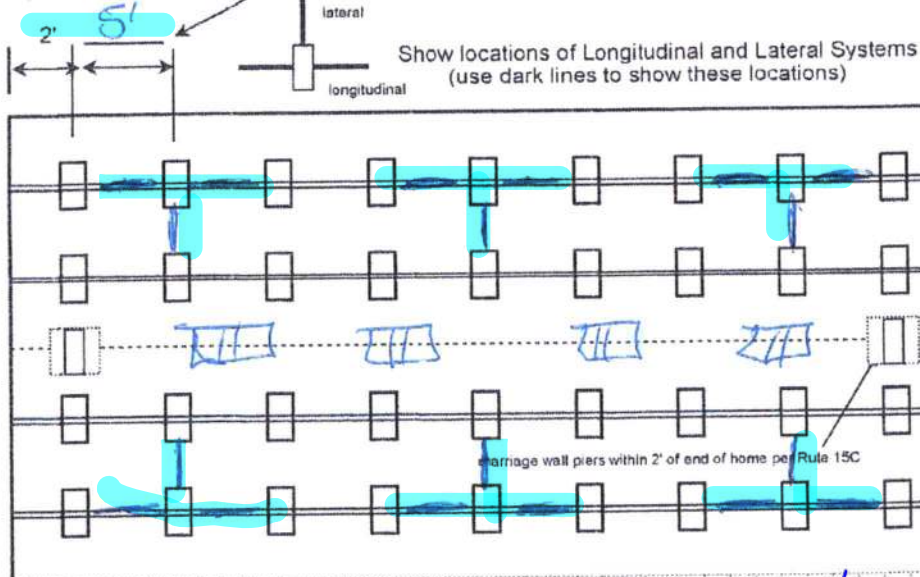 lateral
2' 5'
Show locations of Longitudinal and Lateral Systems
(use dark lines to show these locations)
longitudinal
marriage wall piers within 2' of end of home per Rule 15C